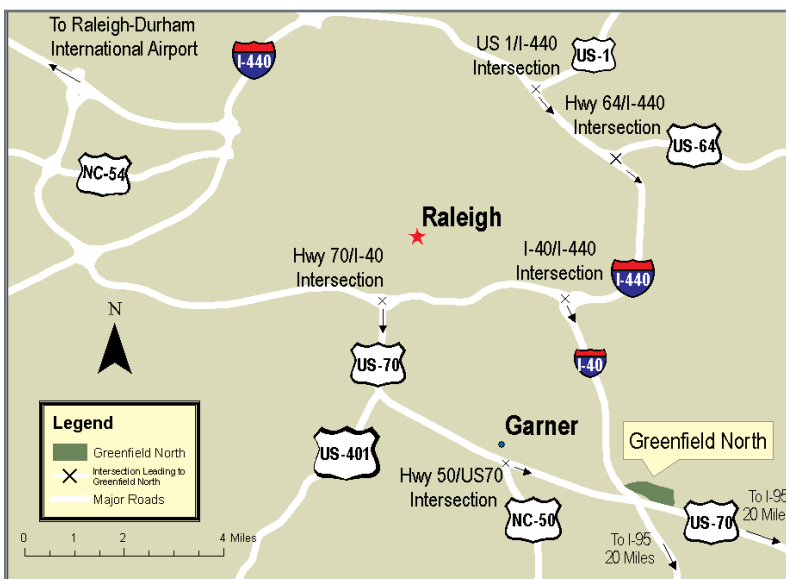 To Raleigh-Durham
International Airport
I-440
US 1/I-440
Intersection
US-1
Hwy 64/I-440
Intersection
US-64
NC-54
Raleigh
Hwy 70/I-40
Intersection
I-40/I-440
Intersection
I-440
N
US-70
I-40
Legend
Greenfield North
Intersection Leading to
Greenfield North
Major Roads
US-401
Garner
Greenfield North
Hwy 50/US70
Intersection
NC-50
US-70
To I-95
20 Miles
To I-95
20 Miles
0 2 4 Miles